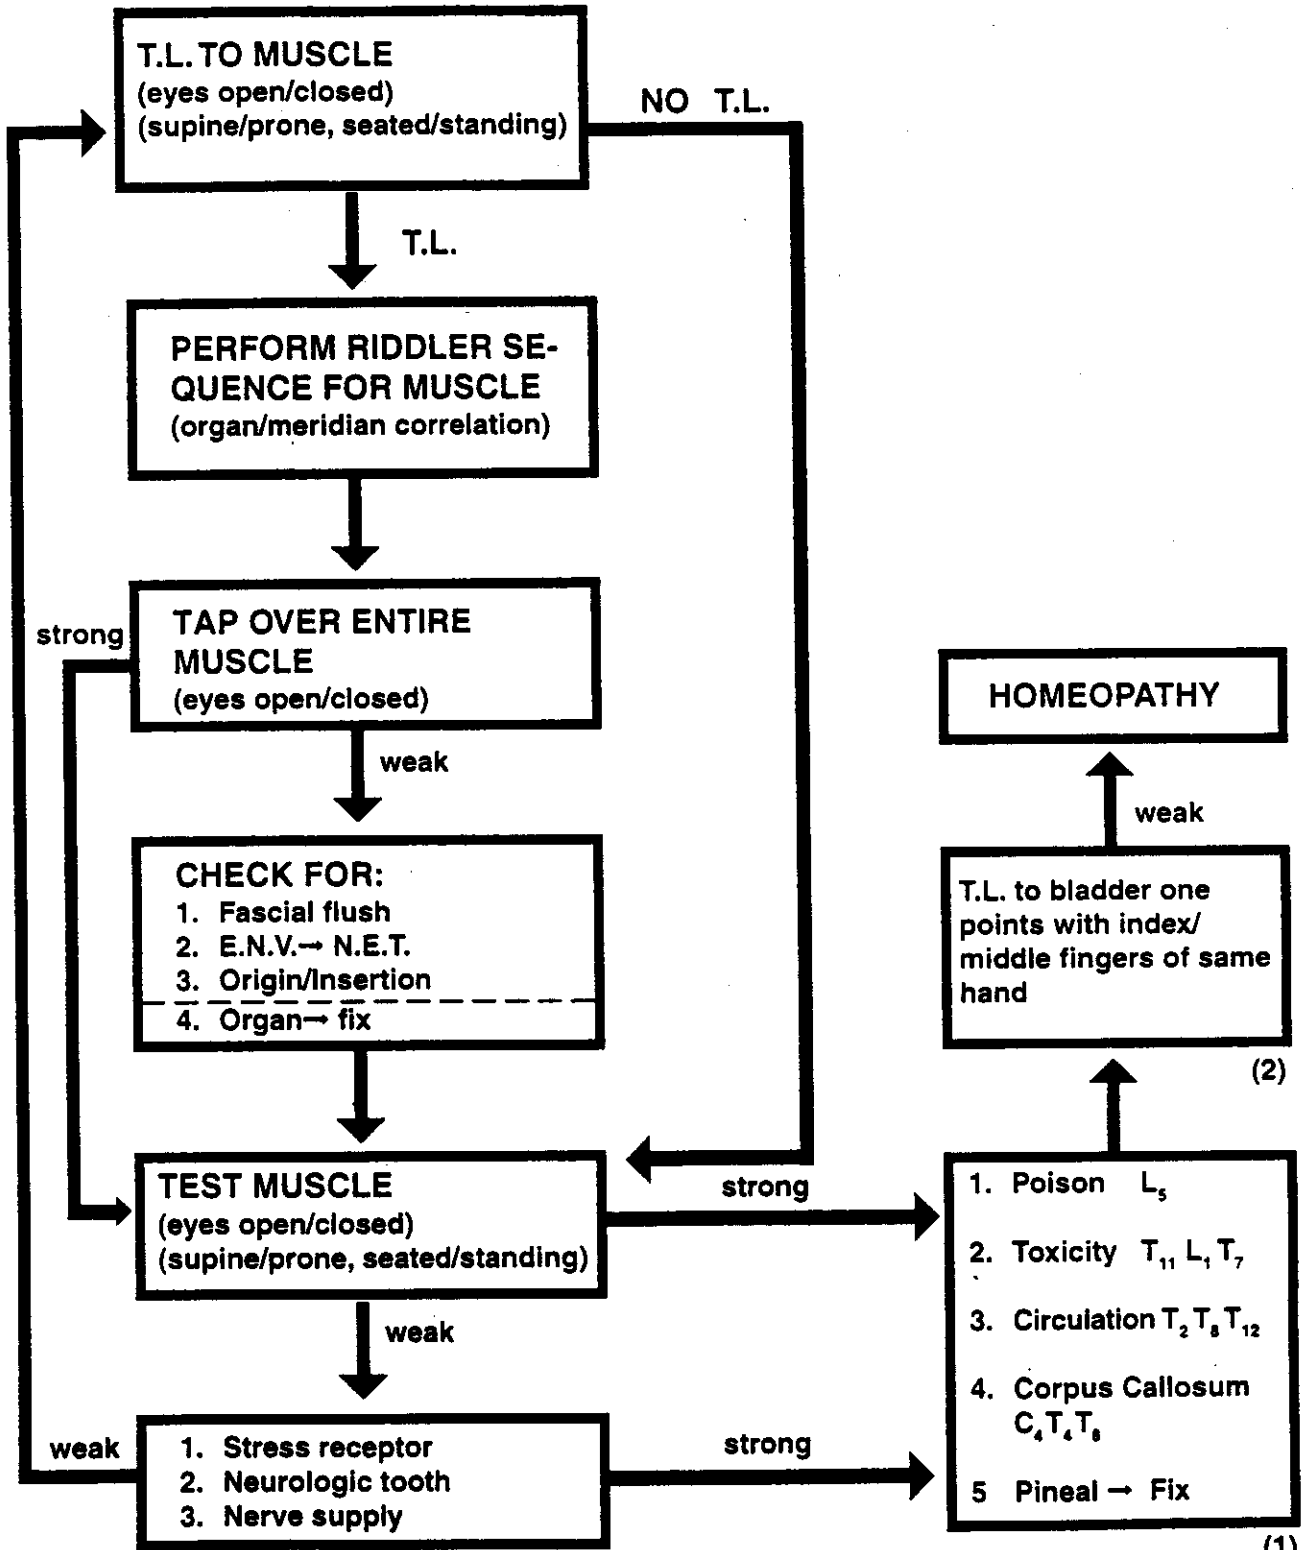 T.L. TO MUSCLE
(eyes open/closed)
(supine/prone, seated/standing)
NO T.L.
T.L.
PERFORM RIDDLER SE-
QUENCE FOR MUSCLE
(organ/meridian correlation)
strong
TAP OVER ENTIRE
MUSCLE
(eyes open/closed)
weak
CHECK FOR:
1. Fascial flush
2. E.N.V.→ N.E.T.
3. Origin/Insertion
4. Organ→ fix
TEST MUSCLE
(eyes open/closed)
(supine/prone, seated/standing)
strong
weak
weak
1. Stress receptor
2. Neurologic tooth
3. Nerve supply
strong
HOMEOPATHY
weak
T.L. to bladder one
points with index/
middle fingers of same
hand
(2)
1. Poison L₅
2. Toxicity T₁₁ L₁ T₇
3. Circulation T₂ T₈ T₁₂
4. Corpus Callosum
C₄ T₄ T₆
5 Pineal → Fix
(1)